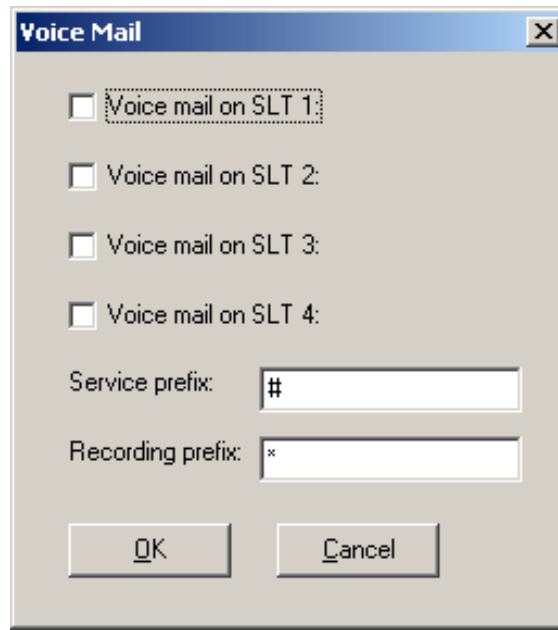 Voice Mail
Voice mail on SLT 1:
Voice mail on SLT 2:
Voice mail on SLT 3:
Voice mail on SLT 4:
Service prefix: #
Recording prefix: *
OK Cancel